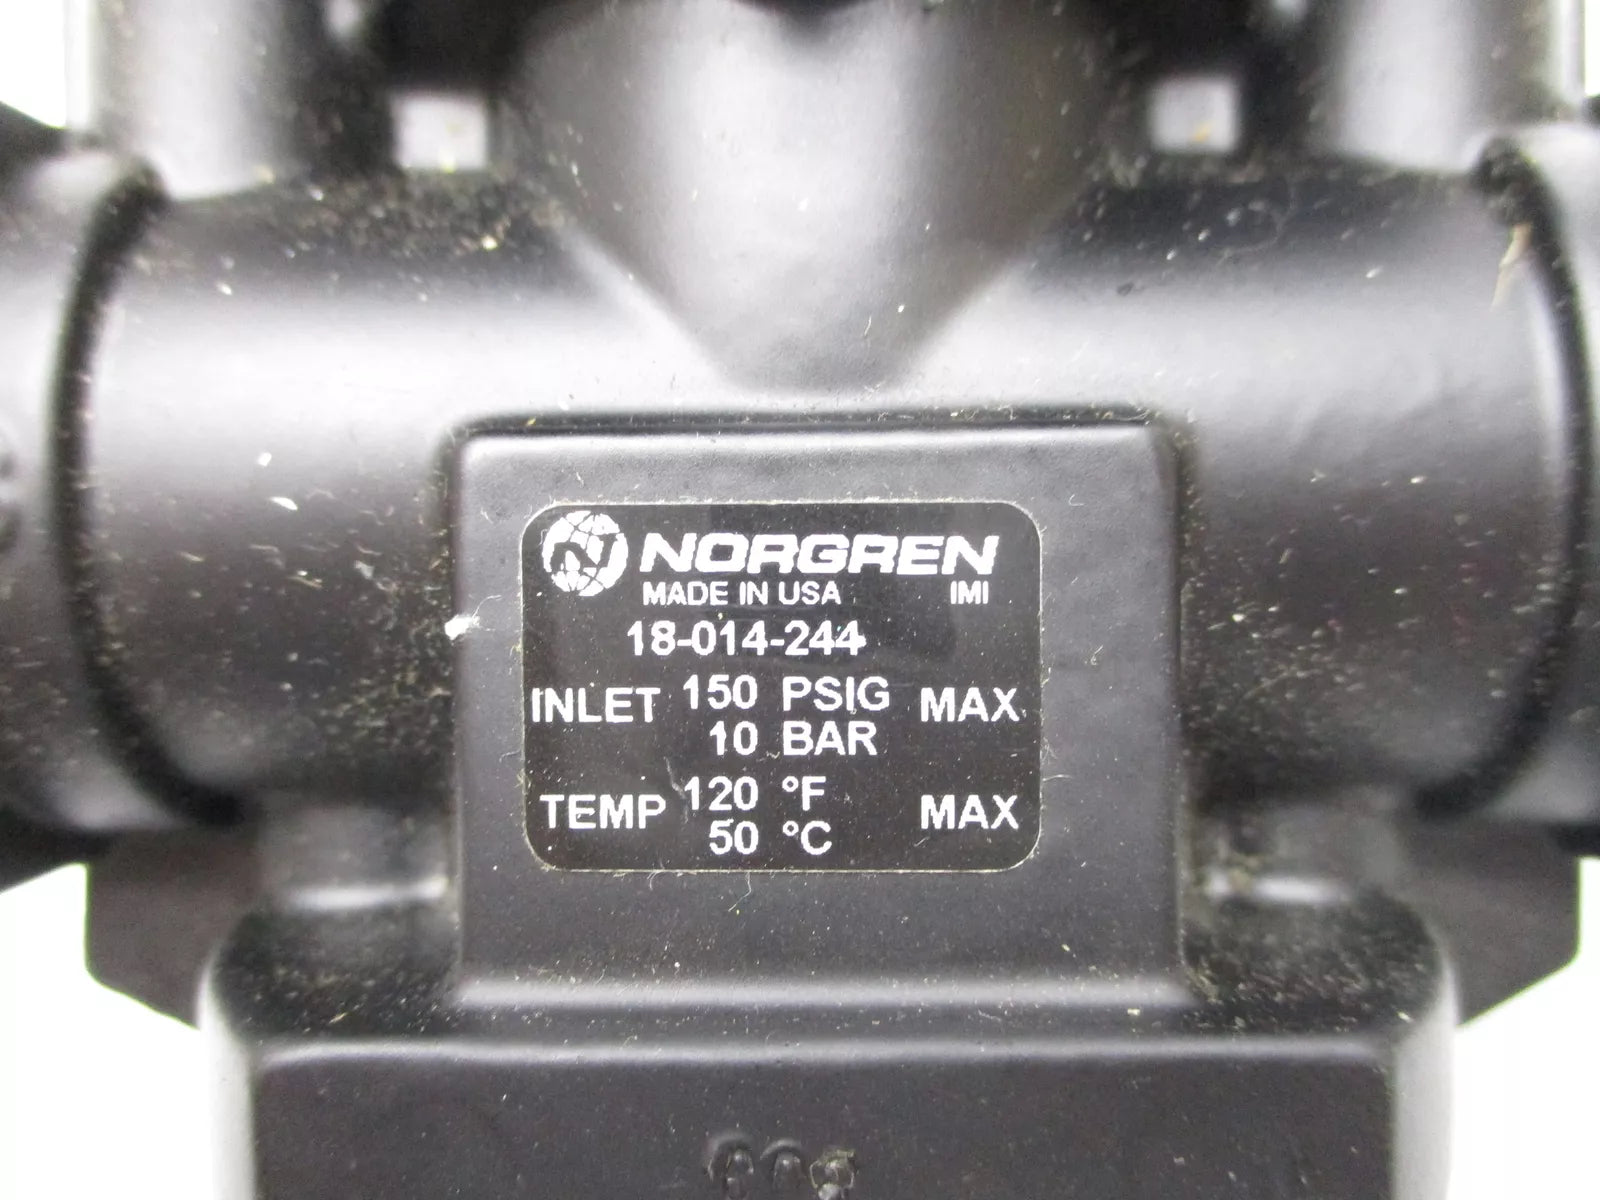 N NORGREN
MADE IN USA IMI
18-014-244
INLET 150 PSIG MAX
10 BAR
TEMP 120 °F MAX
50 °C